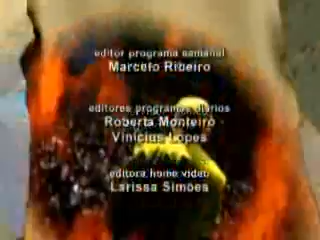 editor programa semanal
Marcelo Ribeiro
editores programas diários
Roberta Monteiro
Vinicius Lopes
editora home video
Larissa Simões